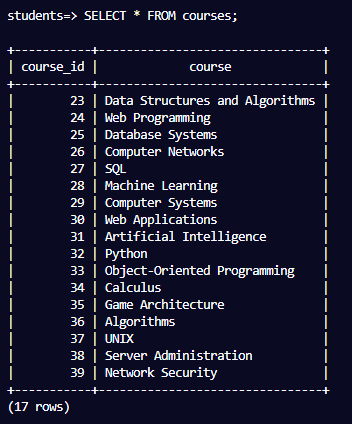 students=> SELECT * FROM courses;
+-----------+-----------------------------+
| course_id |           course            |
+-----------+-----------------------------+
|        23 | Data Structures and Algorithms |
|        24 | Web Programming             |
|        25 | Database Systems            |
|        26 | Computer Networks           |
|        27 | SQL                         |
|        28 | Machine Learning            |
|        29 | Computer Systems            |
|        30 | Web Applications            |
|        31 | Artificial Intelligence     |
|        32 | Python                      |
|        33 | Object-Oriented Programming |
|        34 | Calculus                    |
|        35 | Game Architecture           |
|        36 | Algorithms                  |
|        37 | UNIX                        |
|        38 | Server Administration       |
|        39 | Network Security            |
+-----------+-----------------------------+
(17 rows)